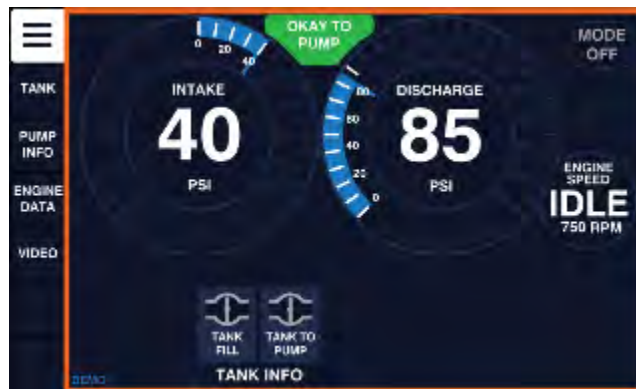 OKAY TO
PUMP
MODE
OFF
0
20
40
INTAKE
40
PSI
80
60
40
20
0
DISCHARGE
85
PSI
TANK
PUMP
INFO
ENGINE
DATA
VIDEO
ENGINE
SPEED
IDLE
750 RPM
TANK
FILL
TANK TO
PUMP
TANK INFO
DEMO